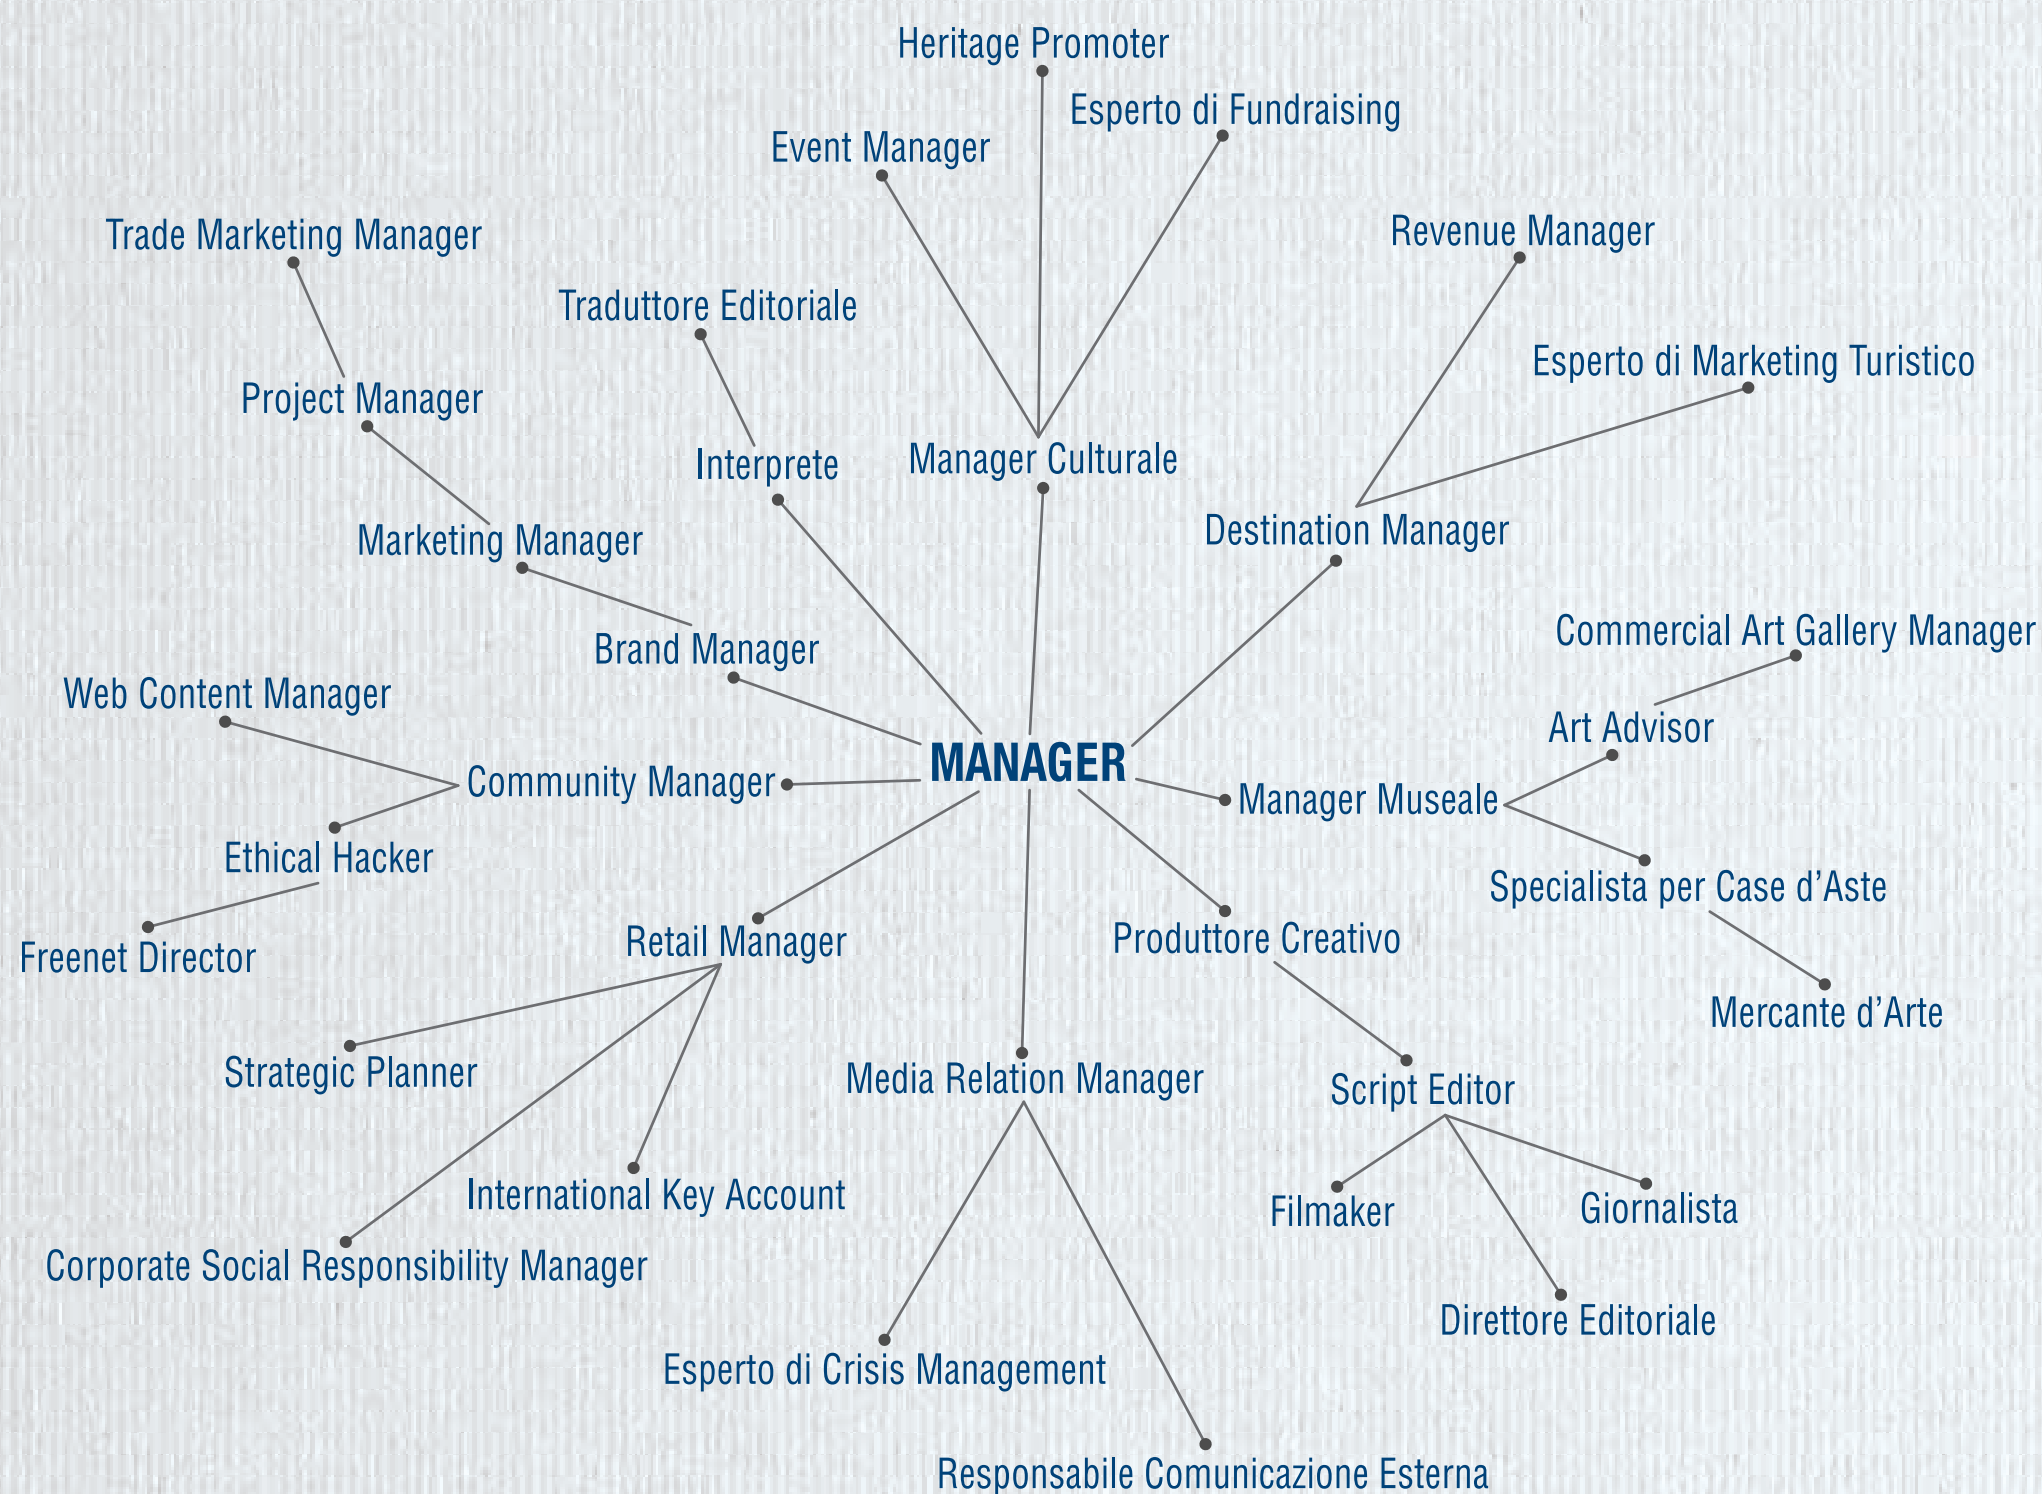 Heritage Promoter
Esperto di Fundraising
Event Manager
Revenue Manager
Trade Marketing Manager
Traduttore Editoriale
Esperto di Marketing Turistico
Project Manager
Interprete
Manager Culturale
Destination Manager
Marketing Manager
Commercial Art Gallery Manager
Brand Manager
Web Content Manager
Art Advisor
MANAGER
Community Manager
Manager Museale
Ethical Hacker
Specialista per Case d'Aste
Freenet Director
Retail Manager
Produttore Creativo
Mercante d'Arte
Strategic Planner
Media Relation Manager
Script Editor
International Key Account
Filmaker
Giornalista
Corporate Social Responsibility Manager
Direttore Editoriale
Esperto di Crisis Management
Responsabile Comunicazione Esterna